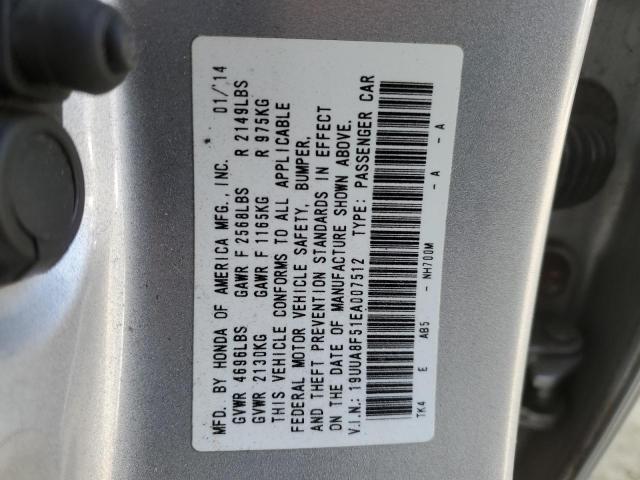 MFD. BY HONDA OF AMERICA MFG., INC. 01/'14
GVWR 4696LBS GAWR F 2568LBS R 2149LBS
GVWR 2130KG GAWR F 1165KG R 975KG
THIS VEHICLE CONFORMS TO ALL APPLICABLE
FEDERAL MOTOR VEHICLE SAFETY, BUMPER,
AND THEFT PREVENTION STANDARDS IN EFFECT
ON THE DATE OF MANUFACTURE SHOWN ABOVE.
V.I.N.: 19UUA8F51EA007512 TYPE: PASSENGER CAR
TK4 E AB5 - NH700M - A - A